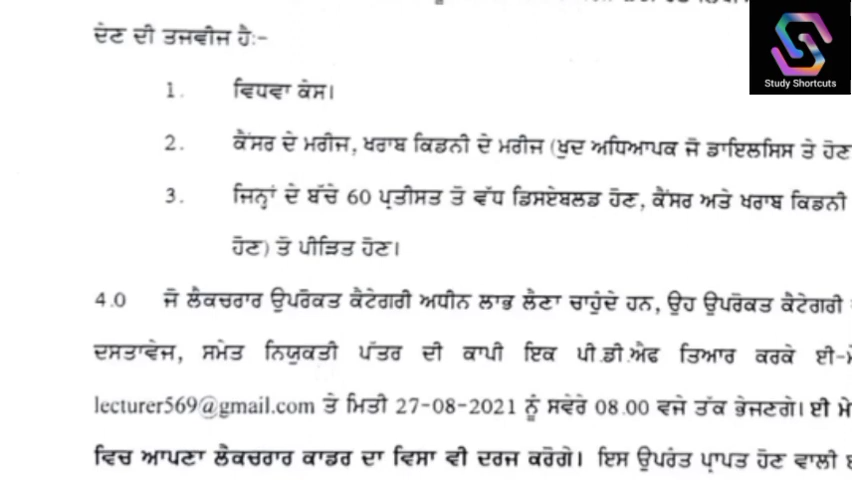 Study Shortcuts
ਦੇਣ ਦੀ ਤਜਵੀਜ ਹੈ:-
1. ਵਿਧਵਾ ਕੇਸ।
2. ਕੈਂਸਰ ਦੇ ਮਰੀਜ, ਖਰਾਬ ਕਿਡਨੀ ਦੇ ਮਰੀਜ (ਖੁਦ ਅਧਿਆਪਕ ਜੋ ਡਾਇਲਸਿਸ ਤੇ ਹੋਣ
3. ਜਿਨ੍ਹਾਂ ਦੇ ਬੱਚੇ 60 ਪ੍ਰਤੀਸਤ ਤੋ ਵੱਧ ਡਿਸਏਬਲਡ ਹੋਣ, ਕੈਂਸਰ ਅਤੇ ਖਰਾਬ ਕਿਡਨੀ
ਹੋਣ) ਤੋ ਪੀੜਿਤ ਹੋਣ।
4.0 ਜੋ ਲੈਕਚਰਾਰ ਉਪਰੋਕਤ ਕੈਟੇਗਰੀ ਅਧੀਨ ਲਾਭ ਲੈਣਾ ਚਾਹੁੰਦੇ ਹਨ, ਉਹ ਉਪਰੋਕਤ ਕੈਟੇਗਰੀ
ਦਸਤਾਵੇਜ, ਸਮੇਤ ਨਿਯੁਕਤੀ ਪੱਤਰ ਦੀ ਕਾਪੀ ਇਕ ਪੀ.ਡੀ.ਐਫ ਤਿਆਰ ਕਰਕੇ ਈ-ਮੇ
lecturer569@gmail.com ਤੇ ਮਿਤੀ 27-08-2021 ਨੂੰ ਸਵੇਰੇ 08.00 ਵਜੇ ਤੱਕ ਭੇਜਣਗੇ। ਈ ਮੇ
ਵਿਚ ਆਪਣਾ ਲੈਕਚਰਾਰ ਕਾਡਰ ਦਾ ਵਿਸਾ ਵੀ ਦਰਜ ਕਰੋਗੇ। ਇਸ ਉਪਰੰਤ ਪ੍ਰਾਪਤ ਹੋਣ ਵਾਲੀ